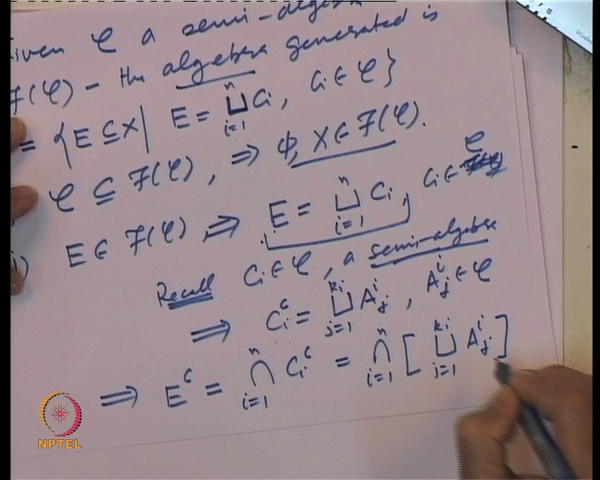 Given 𝒞 a semi-algebra
F(𝒞) - the algebra generated is
= {E ⊆ X | E = ⊔_{i=1}^{n} C_i, C_i ∈ 𝒞}
𝒞 ⊆ F(𝒞), ⇒ ϕ, X ∈ F(𝒞).
i) E ∈ F(𝒞) ⇒ E = ⊔_{i=1}^{n} C_i, C_i ∈ 𝒞
Recall C_i ∈ 𝒞, a semi-algebra
⇒ C_i^c = ⊔_{j=1}^{k_i} A_j^i, A_j^i ∈ 𝒞
⇒ E^c = ∩_{i=1}^{n} C_i^c = ∩_{i=1}^{n} [⊔_{j=1}^{k_i} A_j^i]
NPTEL